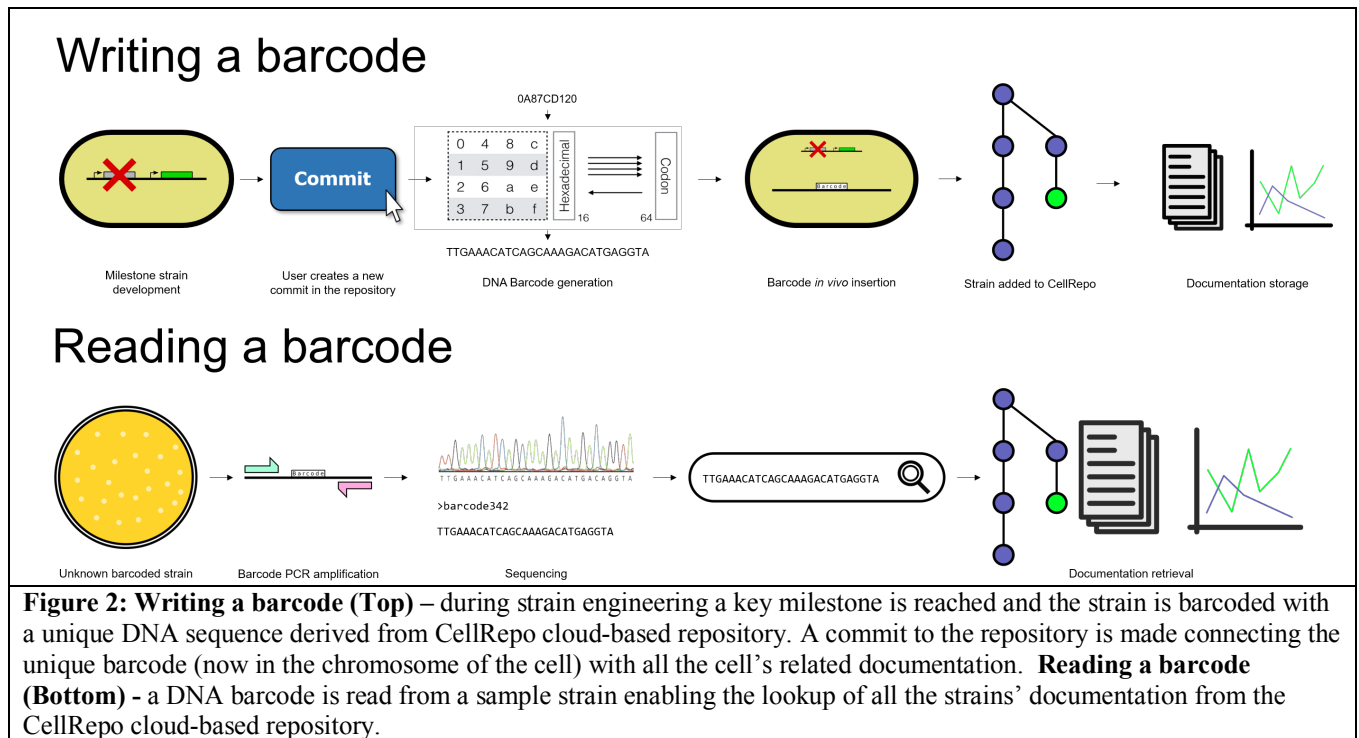 Writing a barcode
0A87CD120
0 4 8 c
1 5 9 d
2 6 a e
3 7 b f
Hexadecimal
16
Codon
64
Commit
Barcode
TTGAAACATCAGCAAAGACATGAGGTA
Milestone strain
development
User creates a new
commit in the repository
DNA Barcode generation
Barcode in vivo insertion
Strain added to CellRepo
Documentation storage
Reading a barcode
Barcode
TTGAAACATCAGCAAAGACATGACAGGTA
>barcode342
TTGAAACATCAGCAAAGACATGAGGTA
TTGAAACATCAGCAAAGACATGAGGTA
Unknown barcoded strain
Barcode PCR amplification
Sequencing
Documentation retrieval
Figure 2: Writing a barcode (Top) – during strain engineering a key milestone is reached and the strain is barcoded with
a unique DNA sequence derived from CellRepo cloud-based repository. A commit to the repository is made connecting the
unique barcode (now in the chromosome of the cell) with all the cell's related documentation. Reading a barcode
(Bottom) - a DNA barcode is read from a sample strain enabling the lookup of all the strains' documentation from the
CellRepo cloud-based repository.